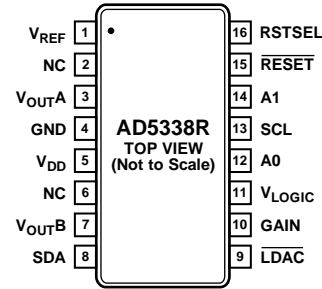 VREF 1
NC 2
VOUTA 3
GND 4
VDD 5
NC 6
VOUTB 7
SDA 8
AD5338R
TOP VIEW
(Not to Scale)
16 RSTSEL
15 RESET
14 A1
13 SCL
12 A0
11 VLOGIC
10 GAIN
9 LDAC